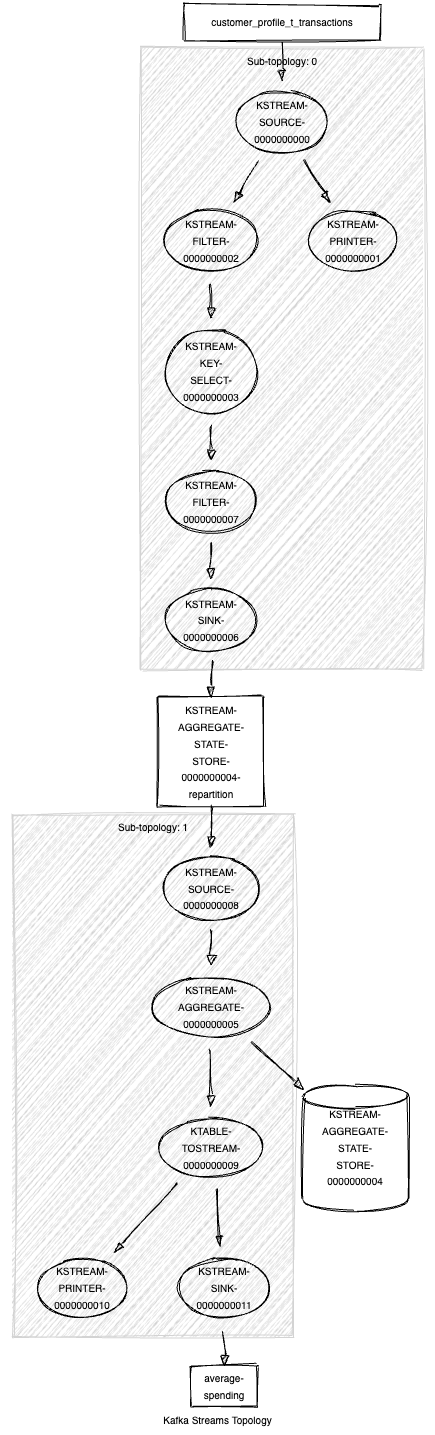 customer_profile_t_transactions
Sub-topology: 0
KSTREAM-
SOURCE-
0000000000
KSTREAM-
FILTER-
0000000002
KSTREAM-
PRINTER-
0000000001
KSTREAM-
KEY-
SELECT-
0000000003
KSTREAM-
FILTER-
0000000007
KSTREAM-
SINK-
0000000006
KSTREAM-
AGGREGATE-
STATE-
STORE-
0000000004-
repartition
Sub-topology: 1
KSTREAM-
SOURCE-
0000000008
KSTREAM-
AGGREGATE-
0000000005
KSTREAM-
AGGREGATE-
STATE-
STORE-
0000000004
KTABLE-
TOSTREAM-
0000000009
KSTREAM-
PRINTER-
0000000010
KSTREAM-
SINK-
0000000011
average-
spending
Kafka Streams Topology